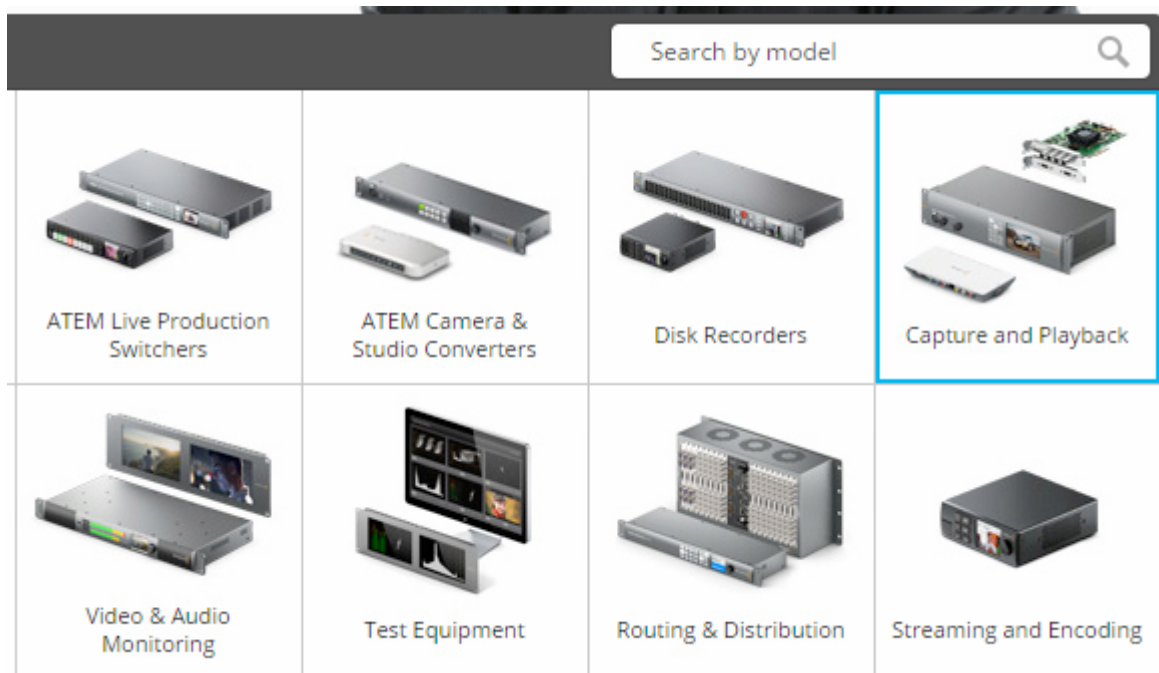 Search by model
ATEM Live Production
Switchers
ATEM Camera &
Studio Converters
Disk Recorders
Capture and Playback
Video & Audio
Monitoring
Test Equipment
Routing & Distribution
Streaming and Encoding